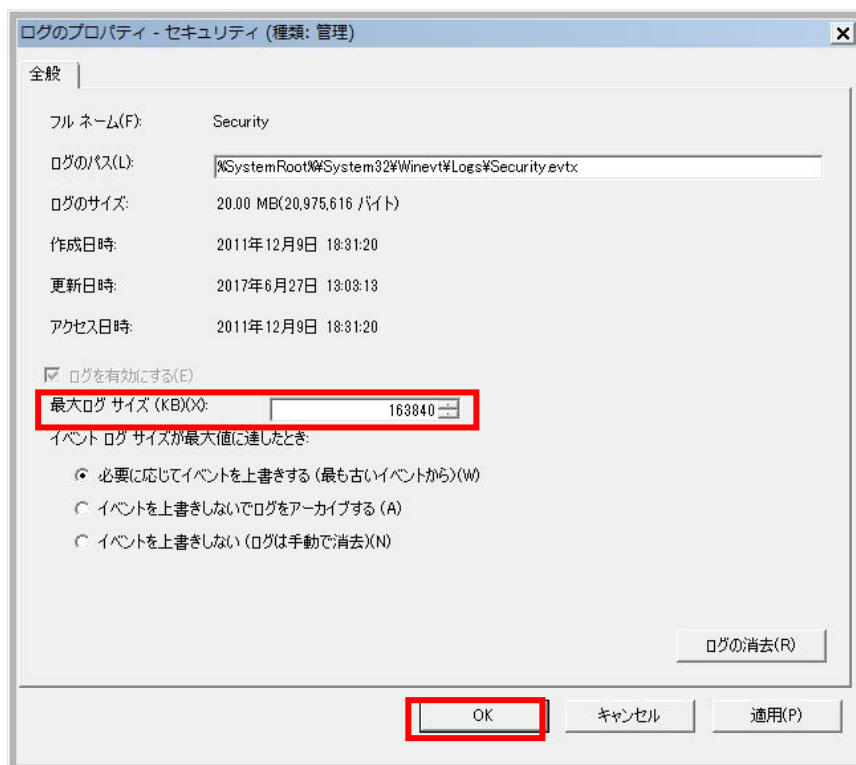 ログのプロパティ - セキュリティ (種類: 管理)
全般
フル ネーム(F): Security
ログのパス(L): %SystemRoot%¥System32¥Winevt¥Logs¥Security.evtx
ログのサイズ: 20.00 MB(20,975,616 バイト)
作成日時: 2011年12月9日 18:31:20
更新日時: 2017年6月27日 13:03:13
アクセス日時: 2011年12月9日 18:31:20
ログを有効にする(E)
最大ログ サイズ (KB)(X): 163840
イベント ログ サイズが最大値に達したとき:
必要に応じてイベントを上書きする (最も古いイベントから)(W)
イベントを上書きしないでログをアーカイブする (A)
イベントを上書きしない (ログは手動で消去)(N)
ログの消去(R)
OK キャンセル 適用(P)